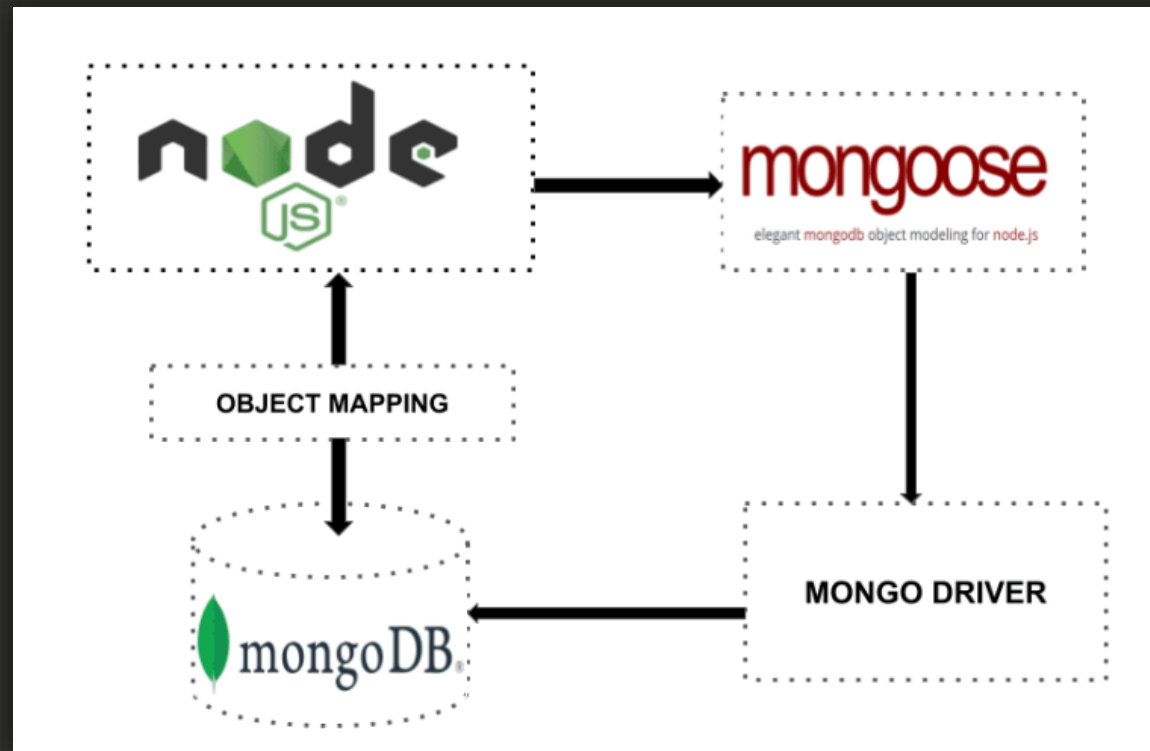 node
JS®
mongoose
elegant mongodb object modeling for node.js
OBJECT MAPPING
MONGO DRIVER
mongoDB®